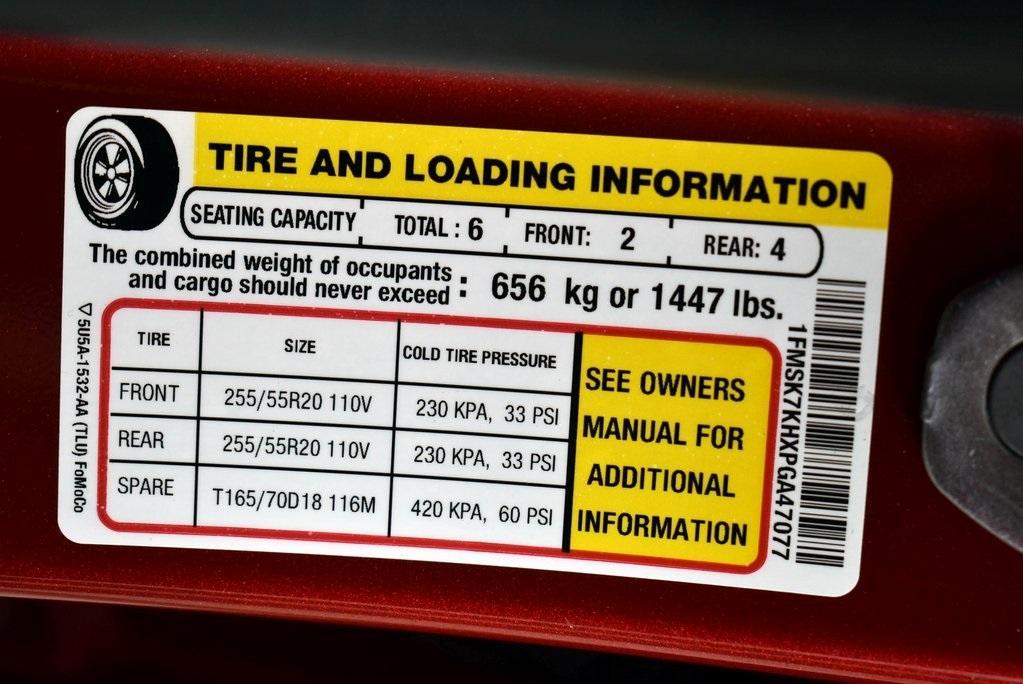 TIRE AND LOADING INFORMATION
SEATING CAPACITY TOTAL : 6 FRONT: 2 REAR: 4
The combined weight of occupants
and cargo should never exceed : 656 kg or 1447 lbs.
TIRE SIZE COLD TIRE PRESSURE
FRONT 255/55R20 110V 230 KPA, 33 PSI
REAR 255/55R20 110V 230 KPA, 33 PSI
SPARE T165/70D18 116M 420 KPA, 60 PSI
SEE OWNERS
MANUAL FOR
ADDITIONAL
INFORMATION
1FMSK7KHXPGA47077
5U5A-1532-AA (TLU) FoMoCo